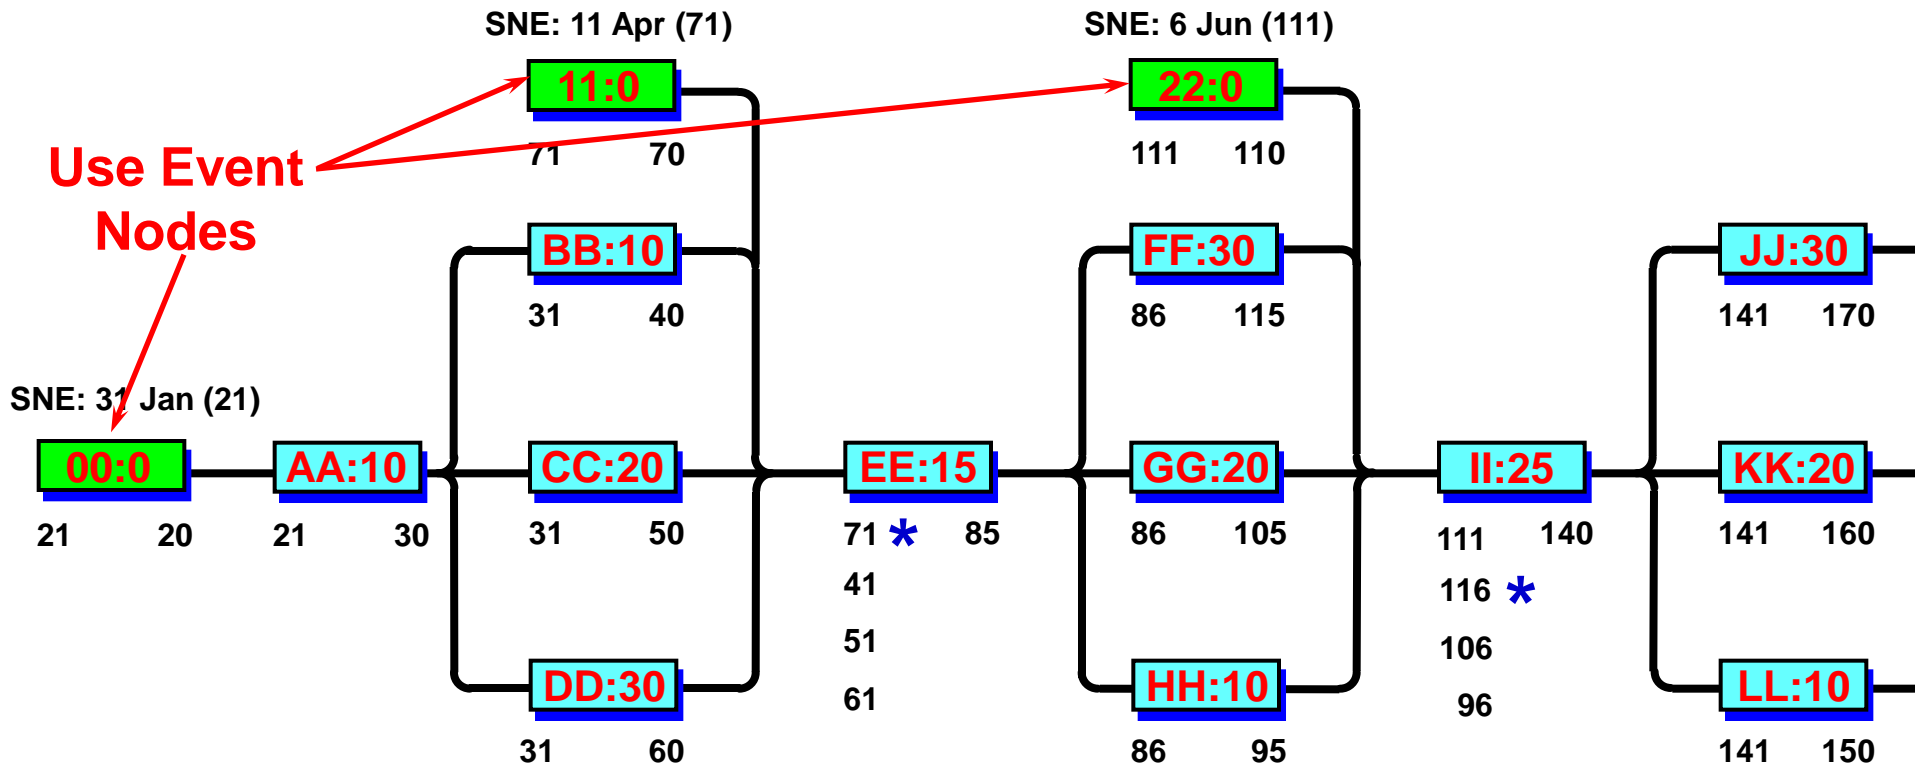 SNE: 11 Apr (71)
SNE: 6 Jun (111)
11:0
22:0
71 70
111 110
Use Event
Nodes
BB:10
FF:30
JJ:30
31 40
86 115
141 170
SNE: 31 Jan (21)
00:0
AA:10
CC:20
EE:15
GG:20
II:25
KK:20
21 20
21 30
31 50
71 * 85
86 105
111 140
141 160
41
116 *
51
106
61
96
DD:30
HH:10
LL:10
31 60
86 95
141 150